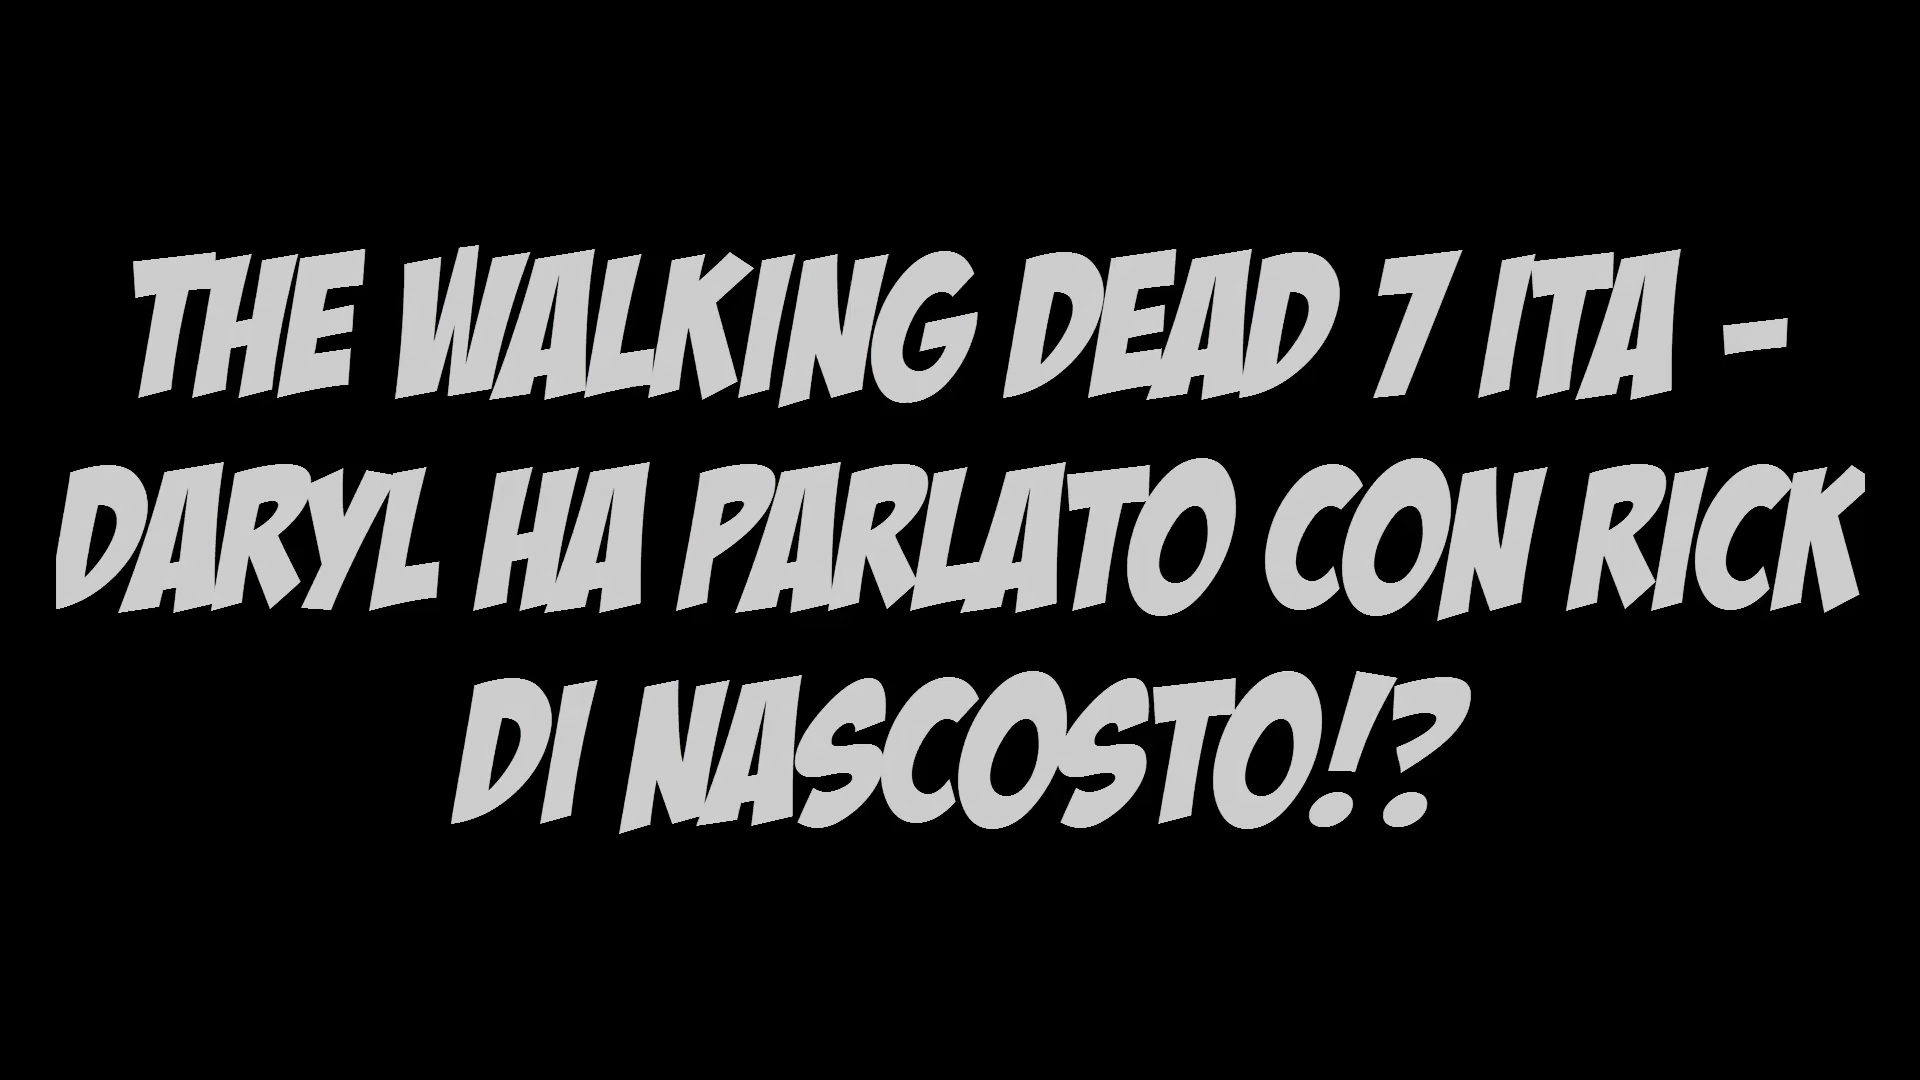 THE WALKING DEAD 7 ITA -
DARYL HA PARLATO CON RICK
DI NASCOSTO!?